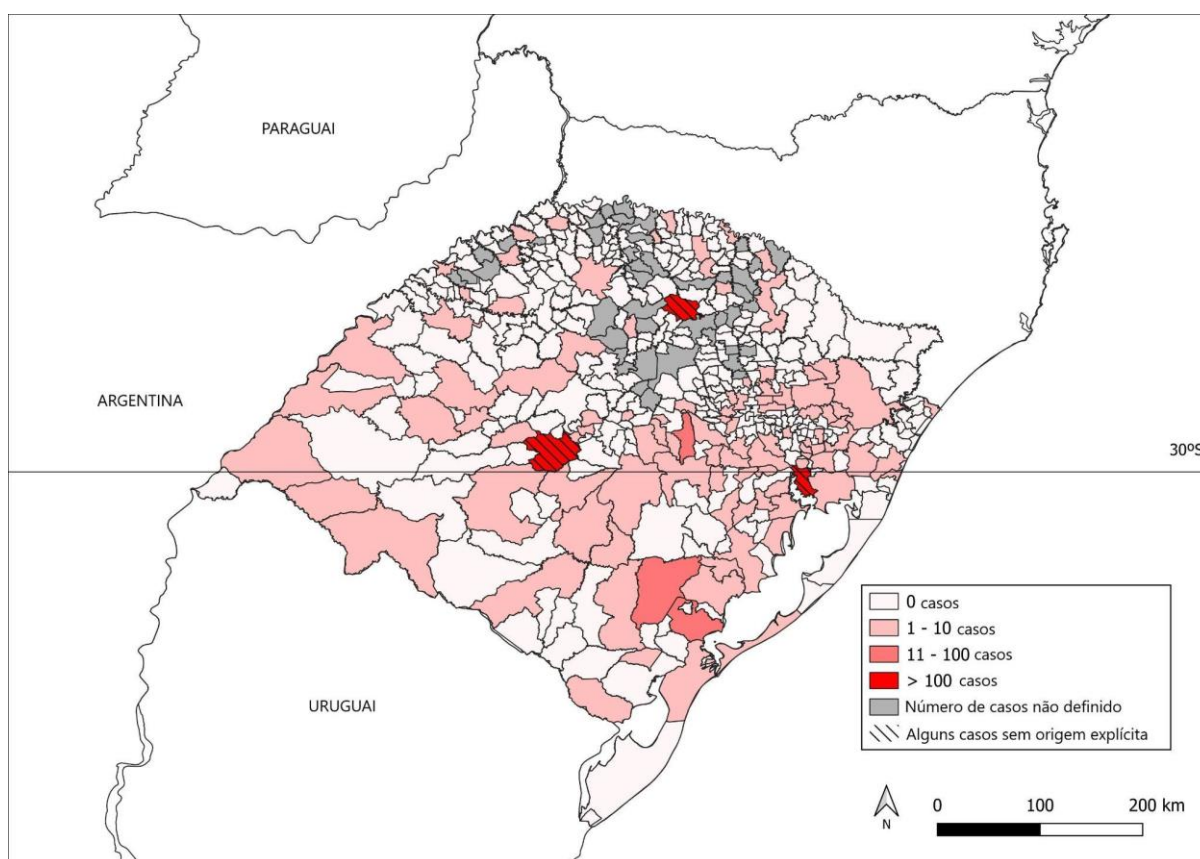 PARAGUAI
ARGENTINA
30ºS
URUGUAI
0 casos
1 - 10 casos
11 - 100 casos
> 100 casos
Número de casos não definido
Alguns casos sem origem explícita
N
0 100 200 km